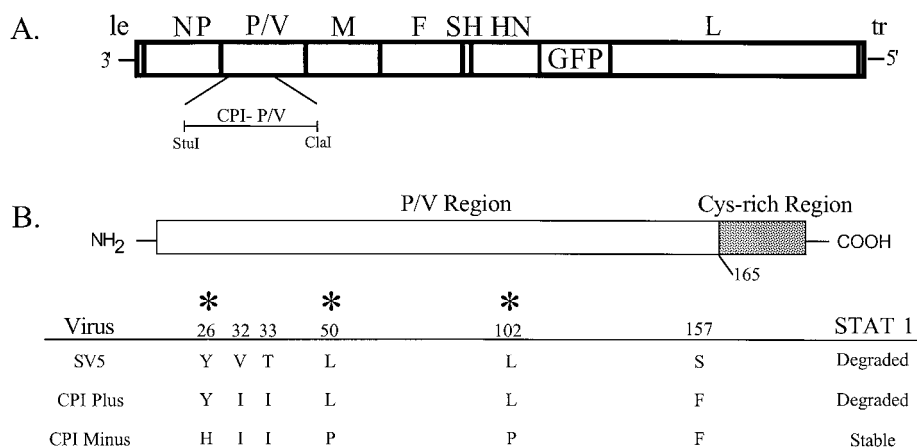 A.
le NP P/V M F SH HN L tr
3' GFP 5'
CPI- P/V
StuI ClaI
B.
P/V Region Cys-rich Region
NH2 COOH
165
* * *
Virus 26 32 33 50 102 157 STAT 1
SV5 Y V T L L S Degraded
CPI Plus Y I I L L F Degraded
CPI Minus H I I P P F Stable